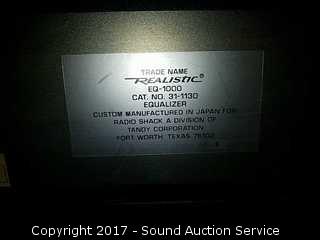 TRADE NAME
REALISTIC®
EQ-1000
CAT. NO. 31-1130
EQUALIZER
CUSTOM MANUFACTURED IN JAPAN FOR
RADIO SHACK A DIVISION OF
TANDY CORPORATION
FORT WORTH, TEXAS 76102
Copyright 2017 - Sound Auction Service